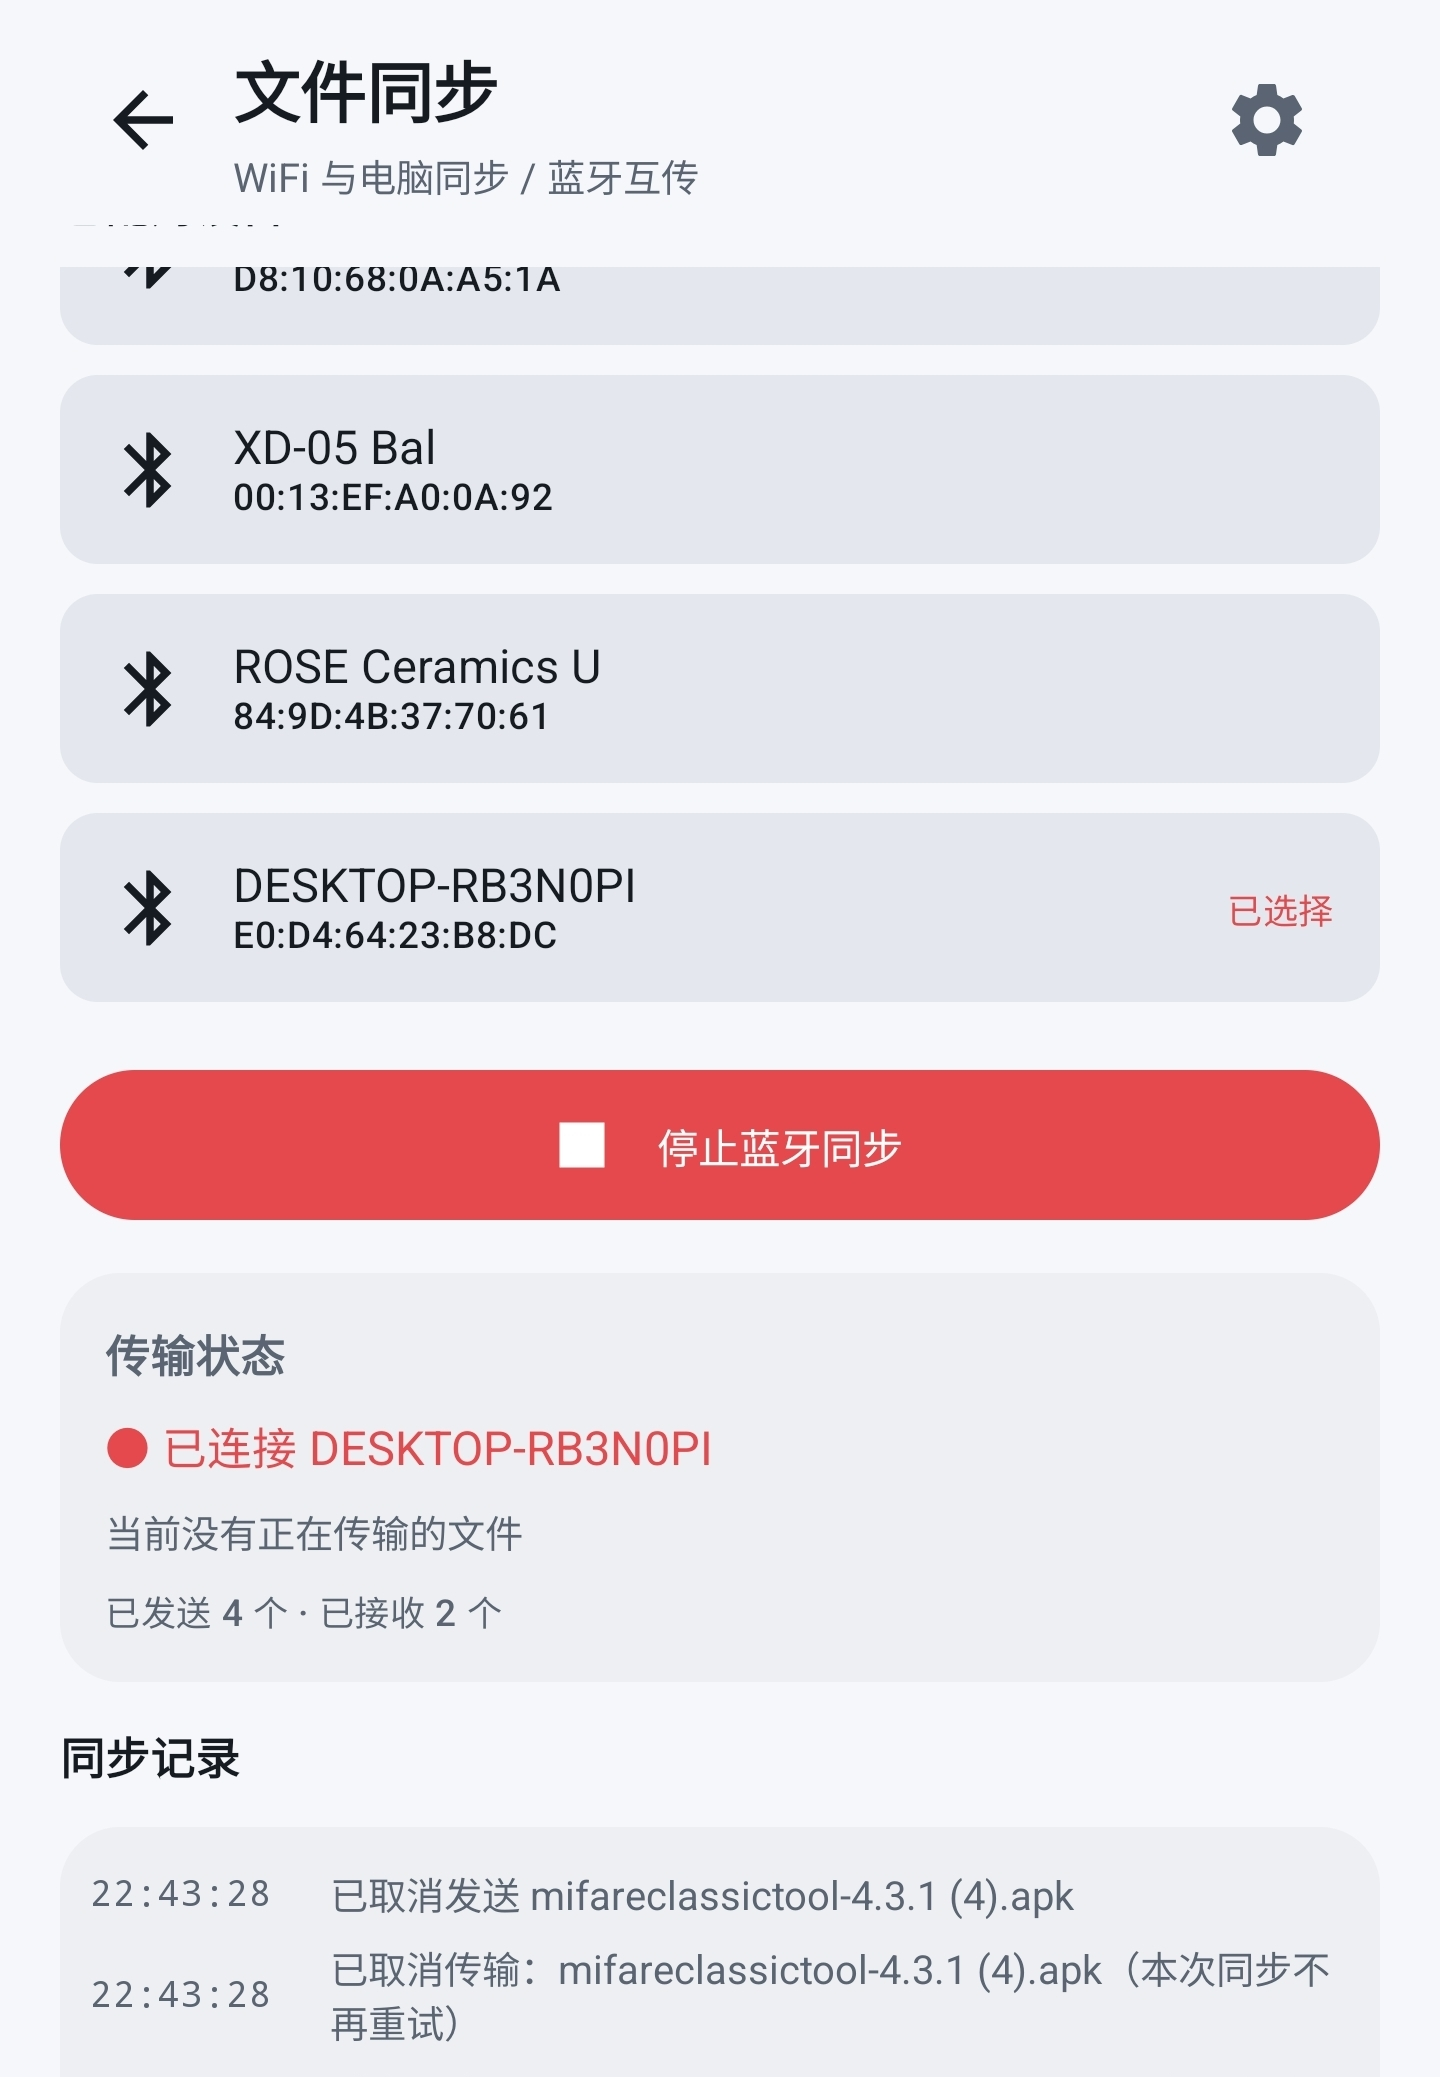 文件同步
WiFi 与电脑同步 / 蓝牙互传
D8:10:68:0A:A5:1A
XD-05 Bal
00:13:EF:A0:0A:92
ROSE Ceramics U
84:9D:4B:37:70:61
DESKTOP-RB3N0PI
E0:D4:64:23:B8:DC
已选择
停止蓝牙同步
传输状态
已连接 DESKTOP-RB3N0PI
当前没有正在传输的文件
已发送 4 个 · 已接收 2 个
同步记录
22:43:28 已取消发送 mifareclassictool-4.3.1 (4).apk
22:43:28 已取消传输：mifareclassictool-4.3.1 (4).apk（本次同步不
再重试）